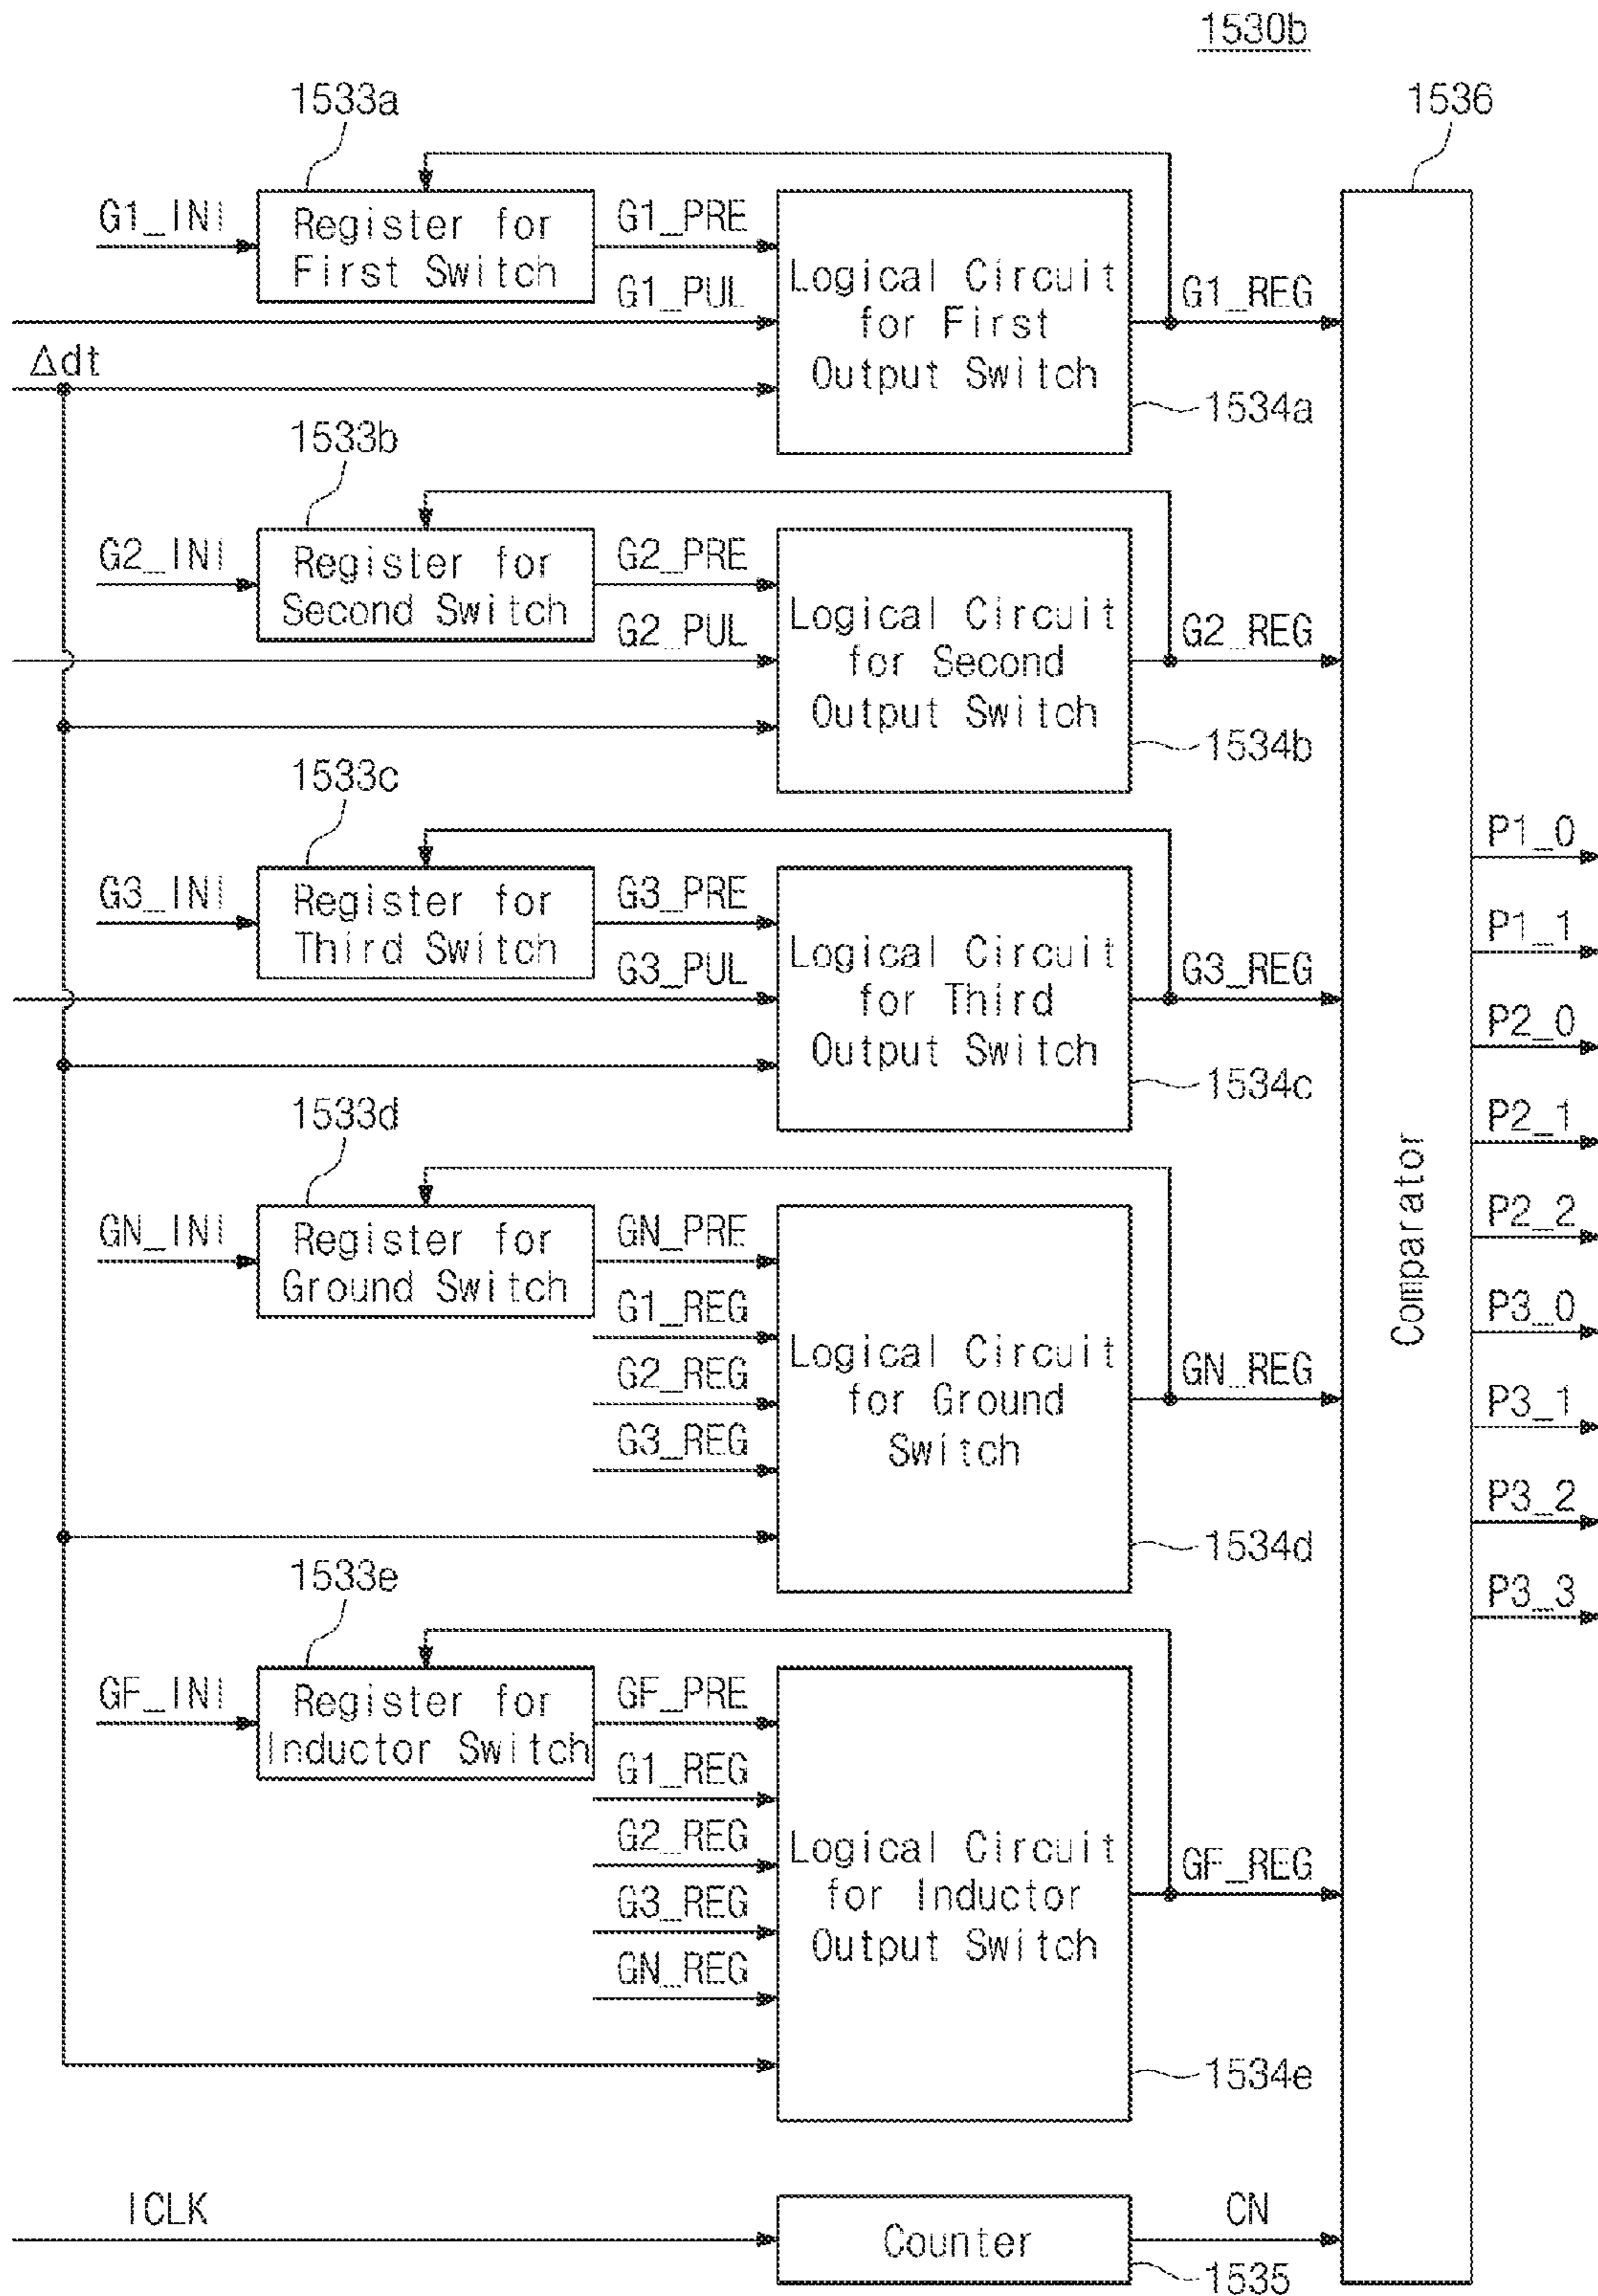 1530b
1533a
1536
G1_INI
Register for
First Switch
G1_PRE
G1_PUL
Logical Circuit
for First
Output Switch
G1_REG
Δdt
1534a
1533b
G2_INI
Register for
Second Switch
G2_PRE
G2_PUL
Logical Circuit
for Second
Output Switch
G2_REG
1534b
1533c
G3_INI
Register for
Third Switch
G3_PRE
G3_PUL
Logical Circuit
for Third
Output Switch
G3_REG
1534c
1533d
GN_INI
Register for
Ground Switch
GN_PRE
G1_REG
G2_REG
G3_REG
Logical Circuit
for Ground
Switch
GN_REG
1534d
1533e
GF_INI
Register for
Inductor Switch
GF_PRE
G1_REG
G2_REG
G3_REG
GN_REG
Logical Circuit
for Inductor
Output Switch
GF_REG
1534e
ICLK
Counter
CN
1535
Comparator
P1_0
P1_1
P2_0
P2_1
P2_2
P3_0
P3_1
P3_2
P3_3